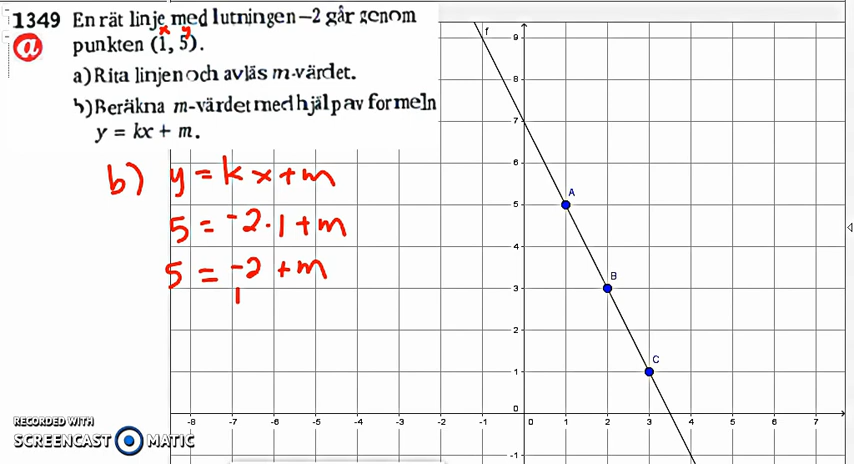 1349 En rät linje med lutningen –2 går genom
x y
a punkten (1, 5).
a) Rita linjen och avläs m-värdet.
b) Beräkna m-värdet med hjälp av formeln
y = kx + m.
b) y = kx + m
5 = -2·1 + m
5 = -2 + m
1
f
9
8
7
6
A
5
4
B
3
2
C
1
0
-8 -7 -6 -5 -4 -3 -2 -1 0 1 2 3 4 5 6 7
-1
RECORDED WITH
SCREENCAST MATIC